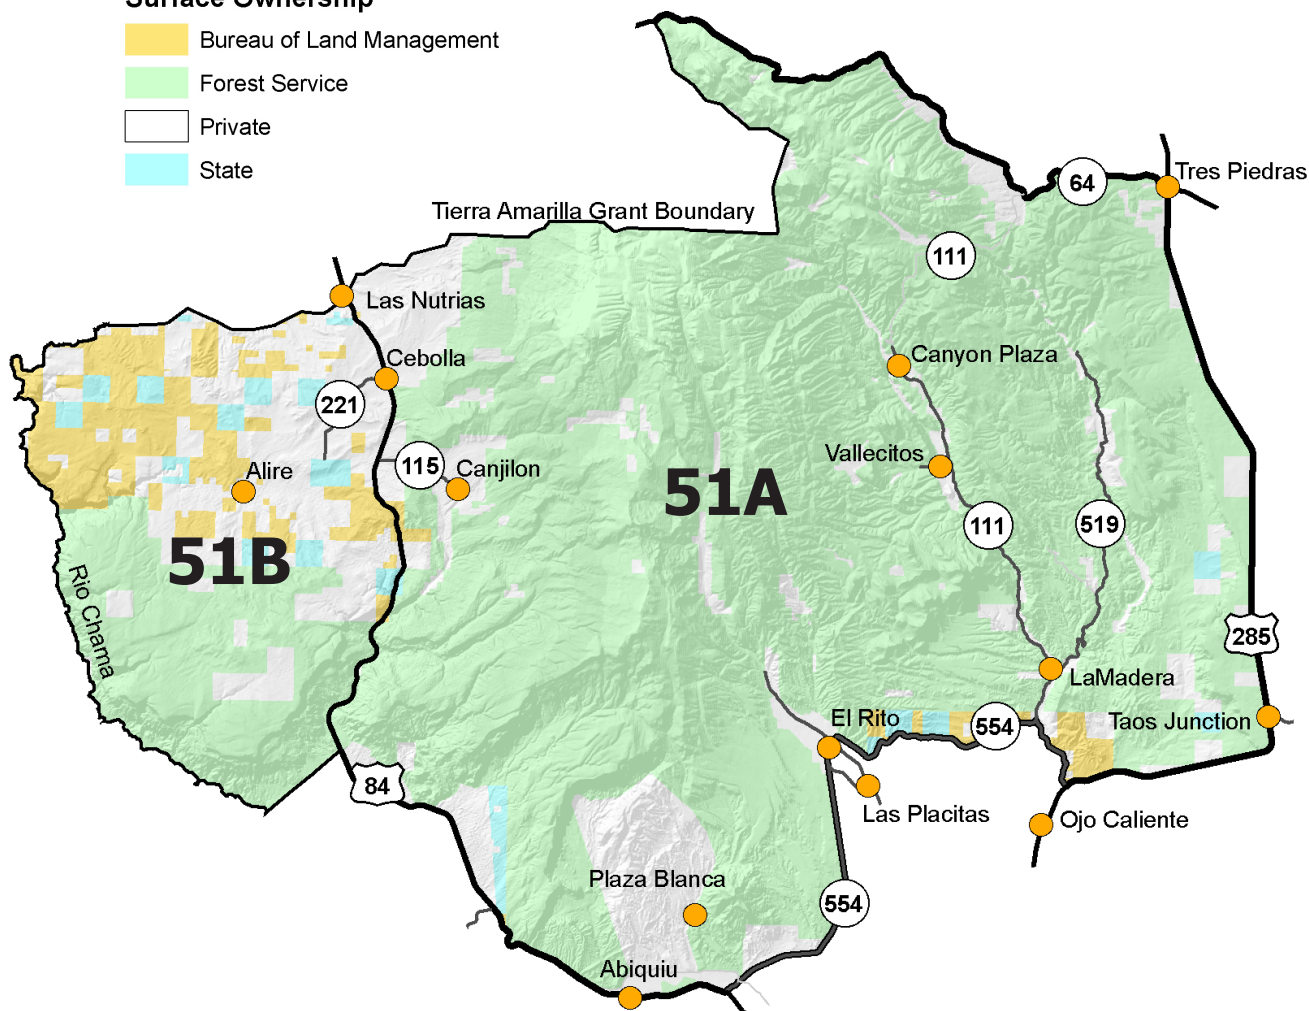 Surface Ownership
Bureau of Land Management
Forest Service
Private
State
Tierra Amarilla Grant Boundary
64
Tres Piedras
111
Las Nutrias
Cebolla
Canyon Plaza
221
Vallecitos
115
Canjilon
Alire
51A
111
519
51B
Rio Chama
285
LaMadera
El Rito
554
Taos Junction
84
Las Placitas
Ojo Caliente
Plaza Blanca
554
Abiquiu